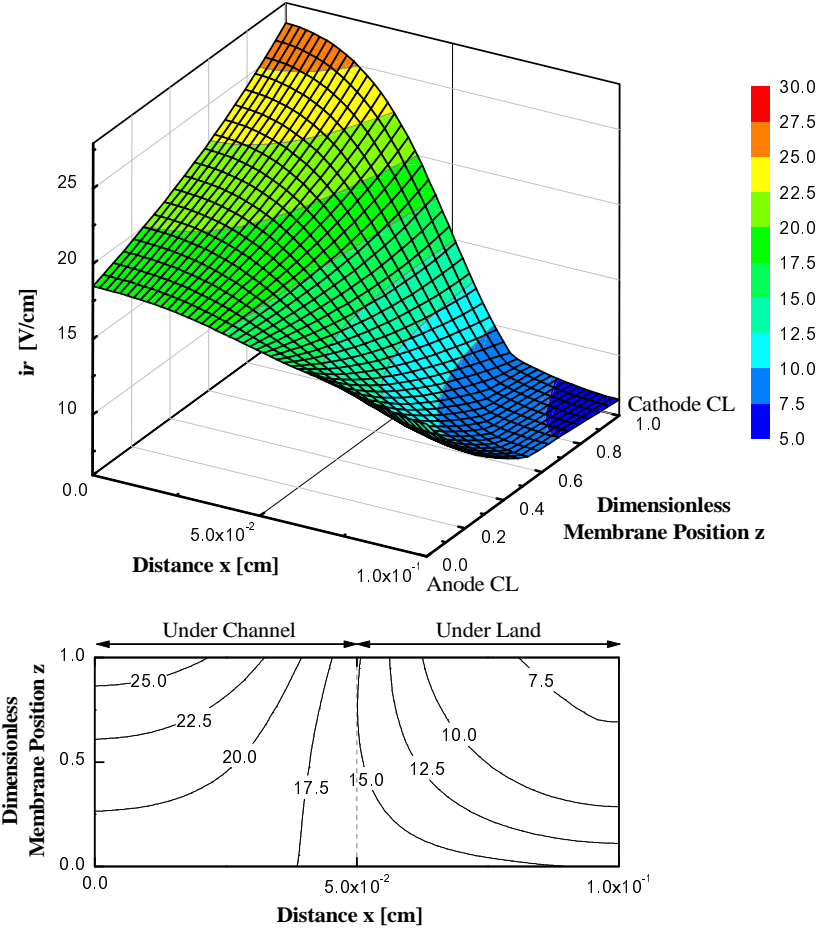 30.0
27.5
25.0
22.5
20.0
17.5
15.0
12.5
10.0
7.5
5.0
25
20
15
10
ir [V/cm]
0.0
5.0x10-2
1.0x10-1
Distance x [cm]
0.0
0.2
0.4
0.6
0.8
1.0
Cathode CL
Anode CL
Dimensionless
Membrane Position z
Under Channel
Under Land
1.0
0.5
0.0
Dimensionless
Membrane Position z
25.0
22.5
20.0
17.5
15.0
12.5
10.0
7.5
0.0
5.0x10-2
1.0x10-1
Distance x [cm]